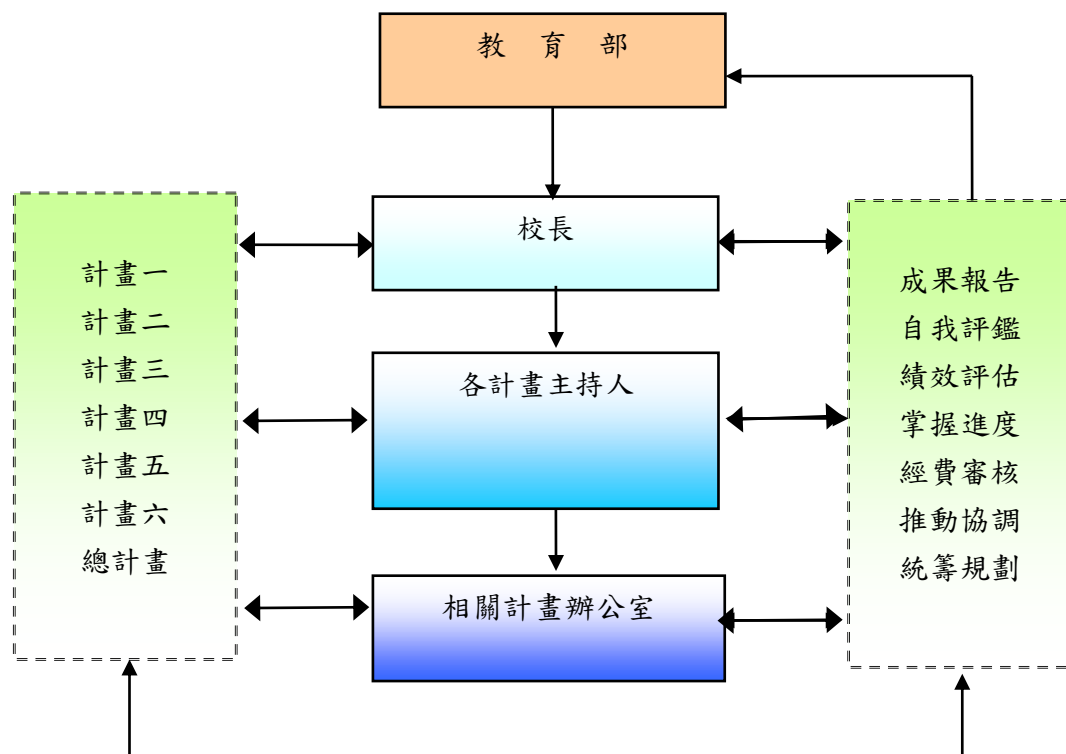 教 育 部
校長
計畫一
計畫二
計畫三
計畫四
計畫五
計畫六
總計畫
各計畫主持人
成果報告
自我評鑑
績效評估
掌握進度
經費審核
推動協調
統籌規劃
相關計畫辦公室